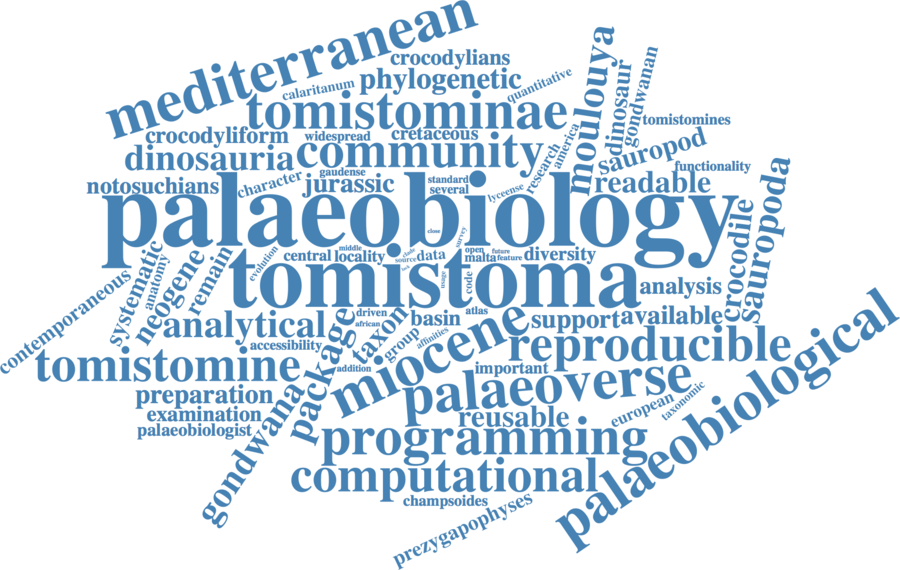 mediterranean
crocodylians
phylogenetic
calaritanum
quantitative
tomistominae
moulouya
dinosaur
gondwanan
tomistomines
crocodyliform
widespread
cretaceous
america
research
sauropod
dinosauria
community
functionality
notosuchians
character
gaudense
jurassic
standard
several
lyceense
readable
palaeobiology
close
survey
crocodile
sauropoda
contemporaneous
systematic
anatomy
neogene
remain
evolution
central
middle
locality
clade
source
data
open
malta
future
feature
diversity
tomistoma
usage
code
analysis
analytical
driven
african
taxon
basin
atlas
support
available
accessibility
package
group
affinities
miocene
reproducible
tomistomine
addition
important
palaeoverse
preparation
examination
palaeobiologist
gondwana
reusable
european
taxonomic
palaeobiological
programming
computational
champsoides
prezygapophyses